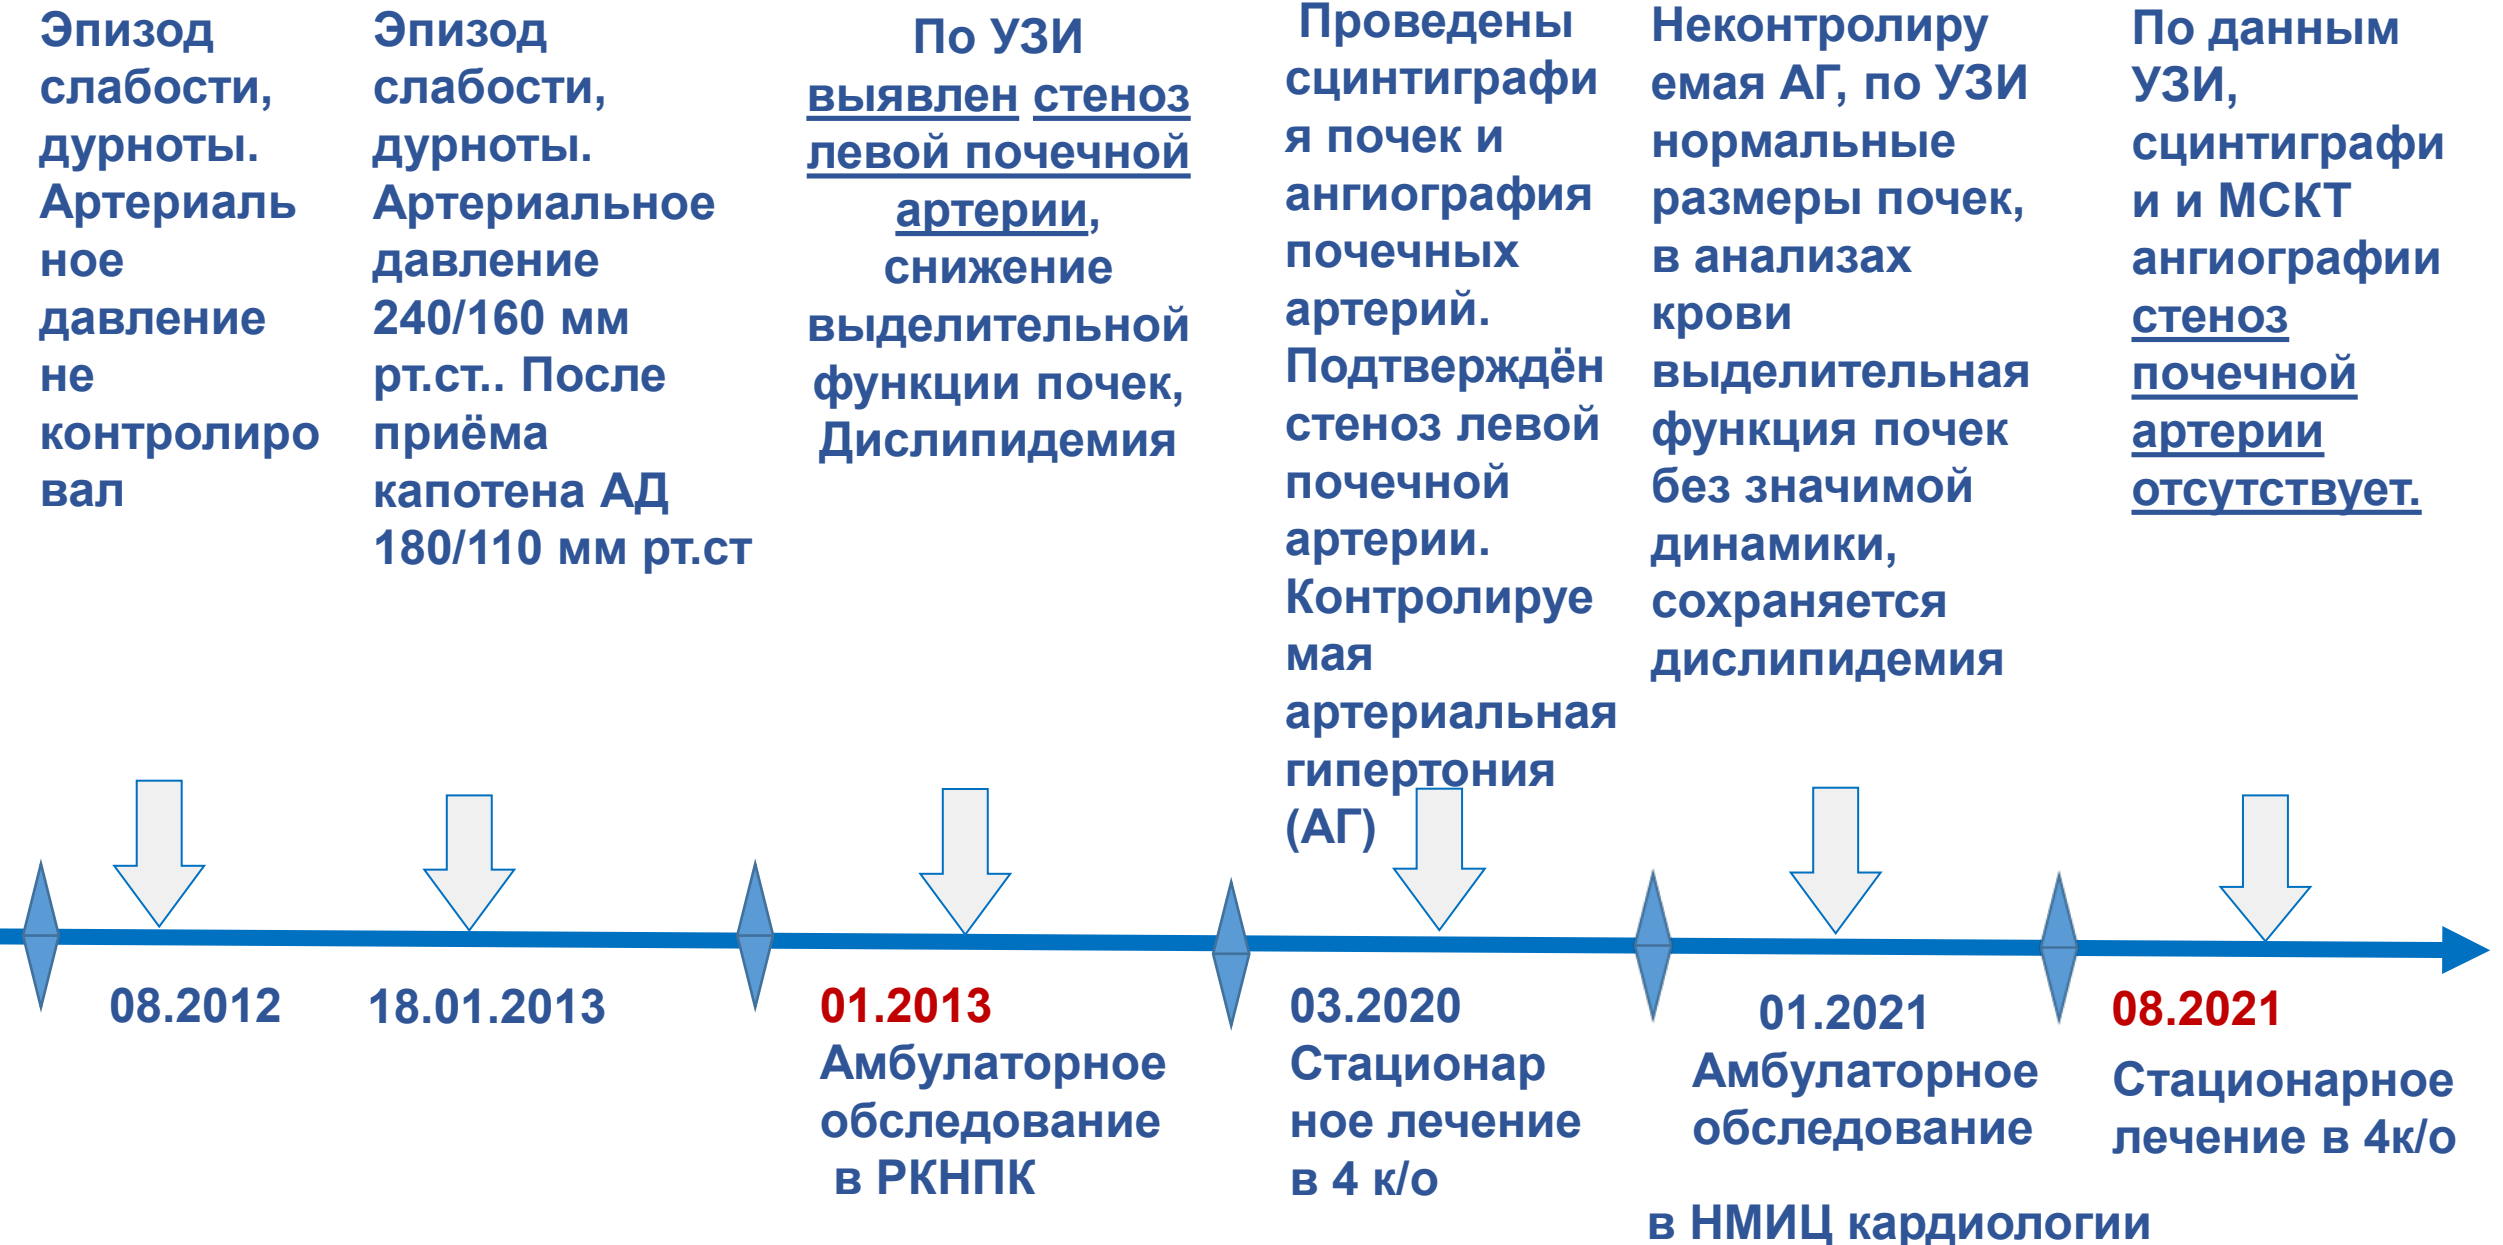 Эпизод
слабости,
дурноты.
Артериаль
ное
давление
не
контролиро
вал
Эпизод
слабости,
дурноты.
Артериальное
давление
240/160 мм
рт.ст.. После
приёма
капотена АД
180/110 мм рт.ст
По УЗИ
выявлен стеноз
левой почечной
артерии,
снижение
выделительной
функции почек,
Дислипидемия
Проведены
сцинтиграфи
я почек и
ангиография
почечных
артерий.
Подтверждён
стеноз левой
почечной
артерии.
Контролируе
мая
артериальная
гипертония
(АГ)
Неконтролиру
емая АГ, по УЗИ
нормальные
размеры почек,
в анализах
крови
выделительная
функция почек
без значимой
динамики,
сохраняется
дислипидемия
По данным
УЗИ,
сцинтиграфи
и и МСКТ
ангиографии
стеноз
почечной
артерии
отсутствует.
08.2012
18.01.2013
01.2013
Амбулаторное
обследование
в РКНПК
03.2020
Стационар
ное лечение
в 4 к/о
01.2021
Амбулаторное
обследование
в НМИЦ кардиологии
08.2021
Стационарное
лечение в 4к/о